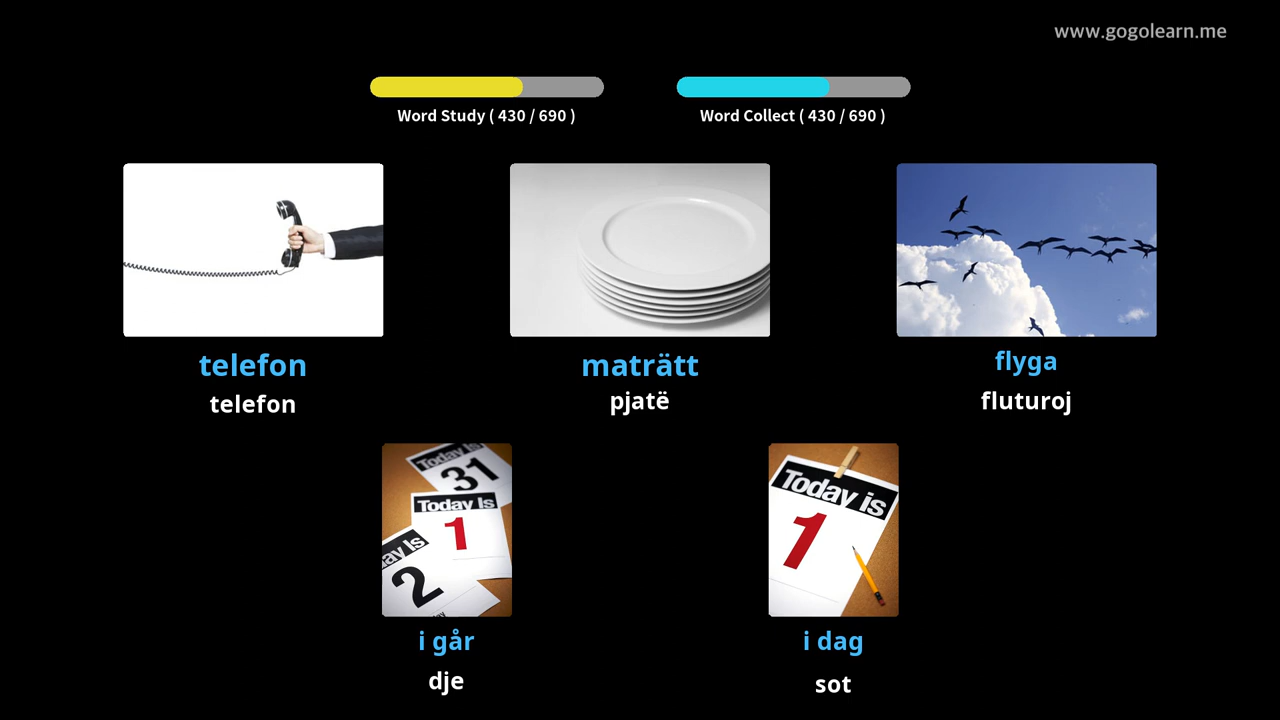 www.gogolearn.me
Word Study ( 430 / 690 )
Word Collect ( 430 / 690 )
telefon
telefon
maträtt
pjatë
flyga
fluturoj
Today Is
31
Today Is
1
day Is
2
i går
dje
Today is
1
i dag
sot